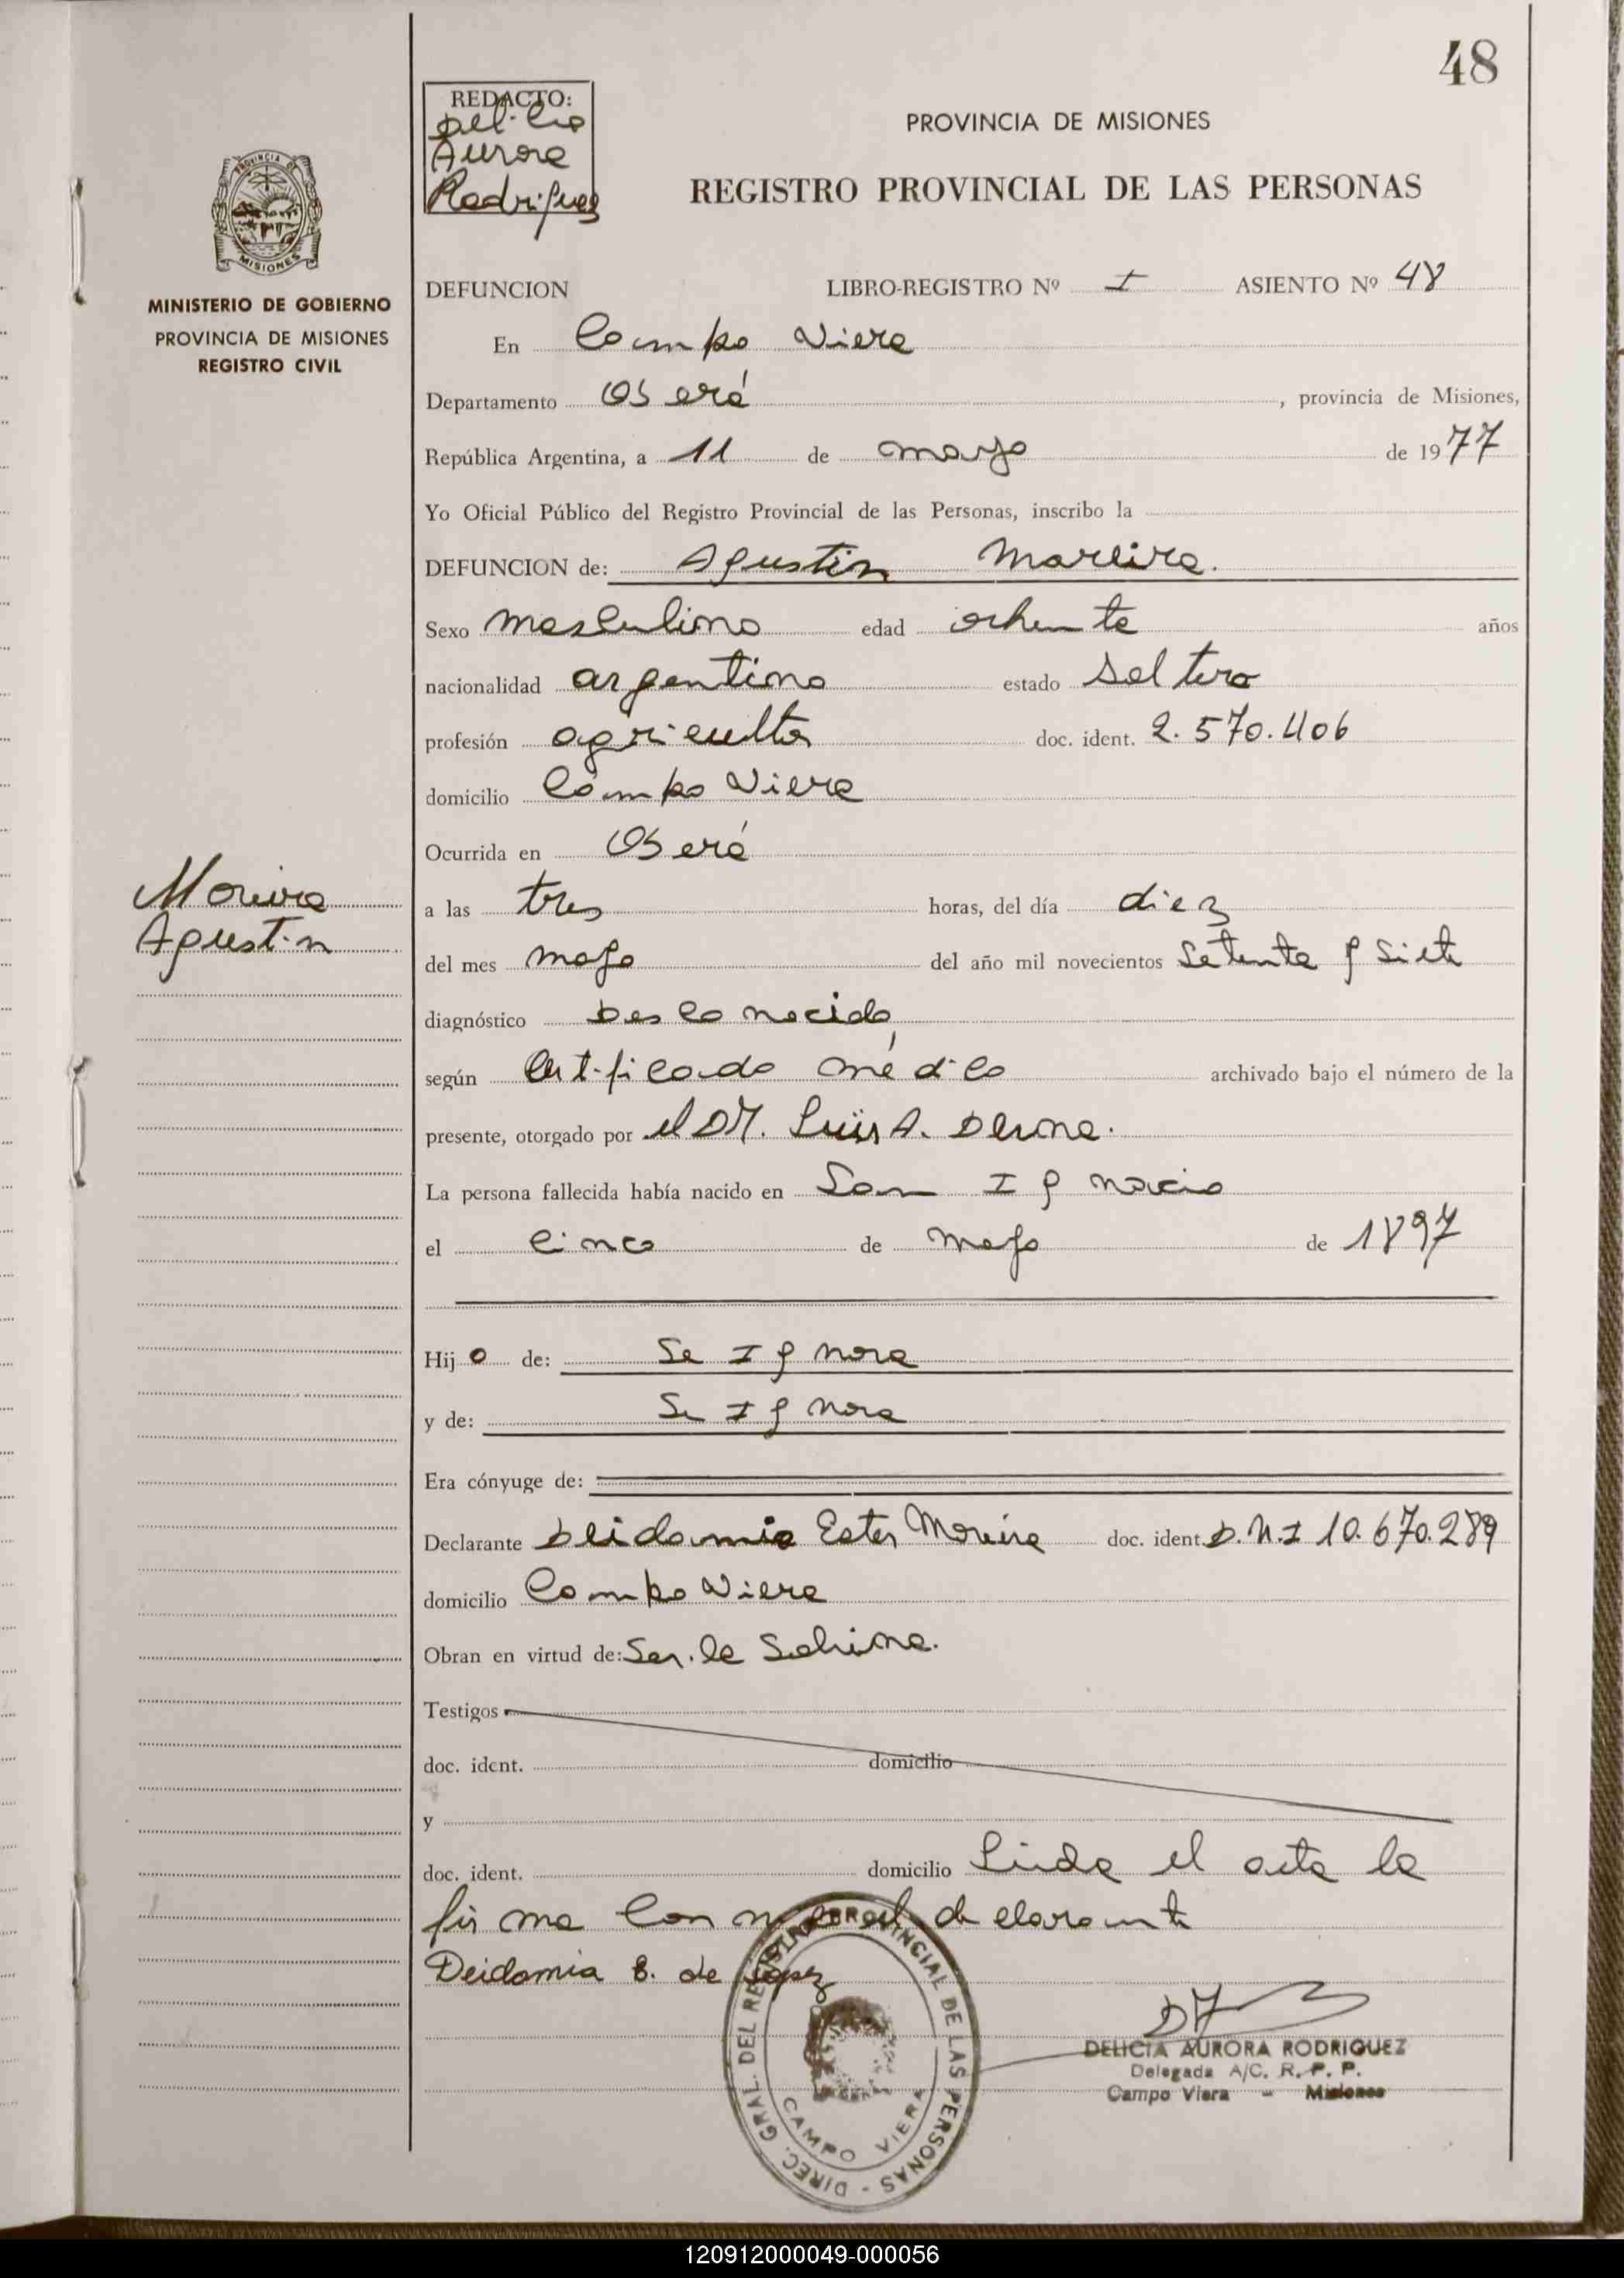 48
REDACTO:
Delicia
Aurora
Rodriguez
PROVINCIA DE MISIONES
REGISTRO PROVINCIAL DE LAS PERSONAS
PROVINCIA DE
MISIONES
MINISTERIO DE GOBIERNO
PROVINCIA DE MISIONES
REGISTRO CIVIL
DEFUNCION LIBRO-REGISTRO Nº I ASIENTO Nº 48
En Campo Viera
Departamento Oberá, provincia de Misiones,
República Argentina, a 11 de mayo de 1977
Yo Oficial Público del Registro Provincial de las Personas, inscribo la
DEFUNCION de: Agustin Moreira.
Sexo masculino edad ochenta años
nacionalidad argentino estado Soltero
profesión agricultor doc. ident. 2.570.406
domicilio Campo Viera
Ocurrida en Oberá
Moreira
Agustin
a las tres horas, del día diez
del mes mayo del año mil novecientos Setenta y Siete
diagnóstico Desconocido,
según Certificado médico archivado bajo el número de la
presente, otorgado por el DR. Luis A.
La persona fallecida había nacido en San Ignacio
el cinco de mayo de 1897
Hijo de: Se Ignora
y de: Se Ignora
Era cónyuge de:
Declarante Deidamia Ester Moreira doc. ident. D.N.I 10.670.289
domicilio Campo Viera
Obran en virtud de: Ser la Sobrina.
Testigos
doc. ident. domicilio
y
doc. ident. domicilio Leida el acta la
firma con el declarante
Deidamia E. de Lopez
DIREC. GRAL. DEL REGISTRO PROVINCIAL DE LAS PERSONAS -
CAMPO VIERA
DELICIA AURORA RODRIGUEZ
Delegada A/C. R. P. P.
Campo Viera - Misiones
120912000049-000056